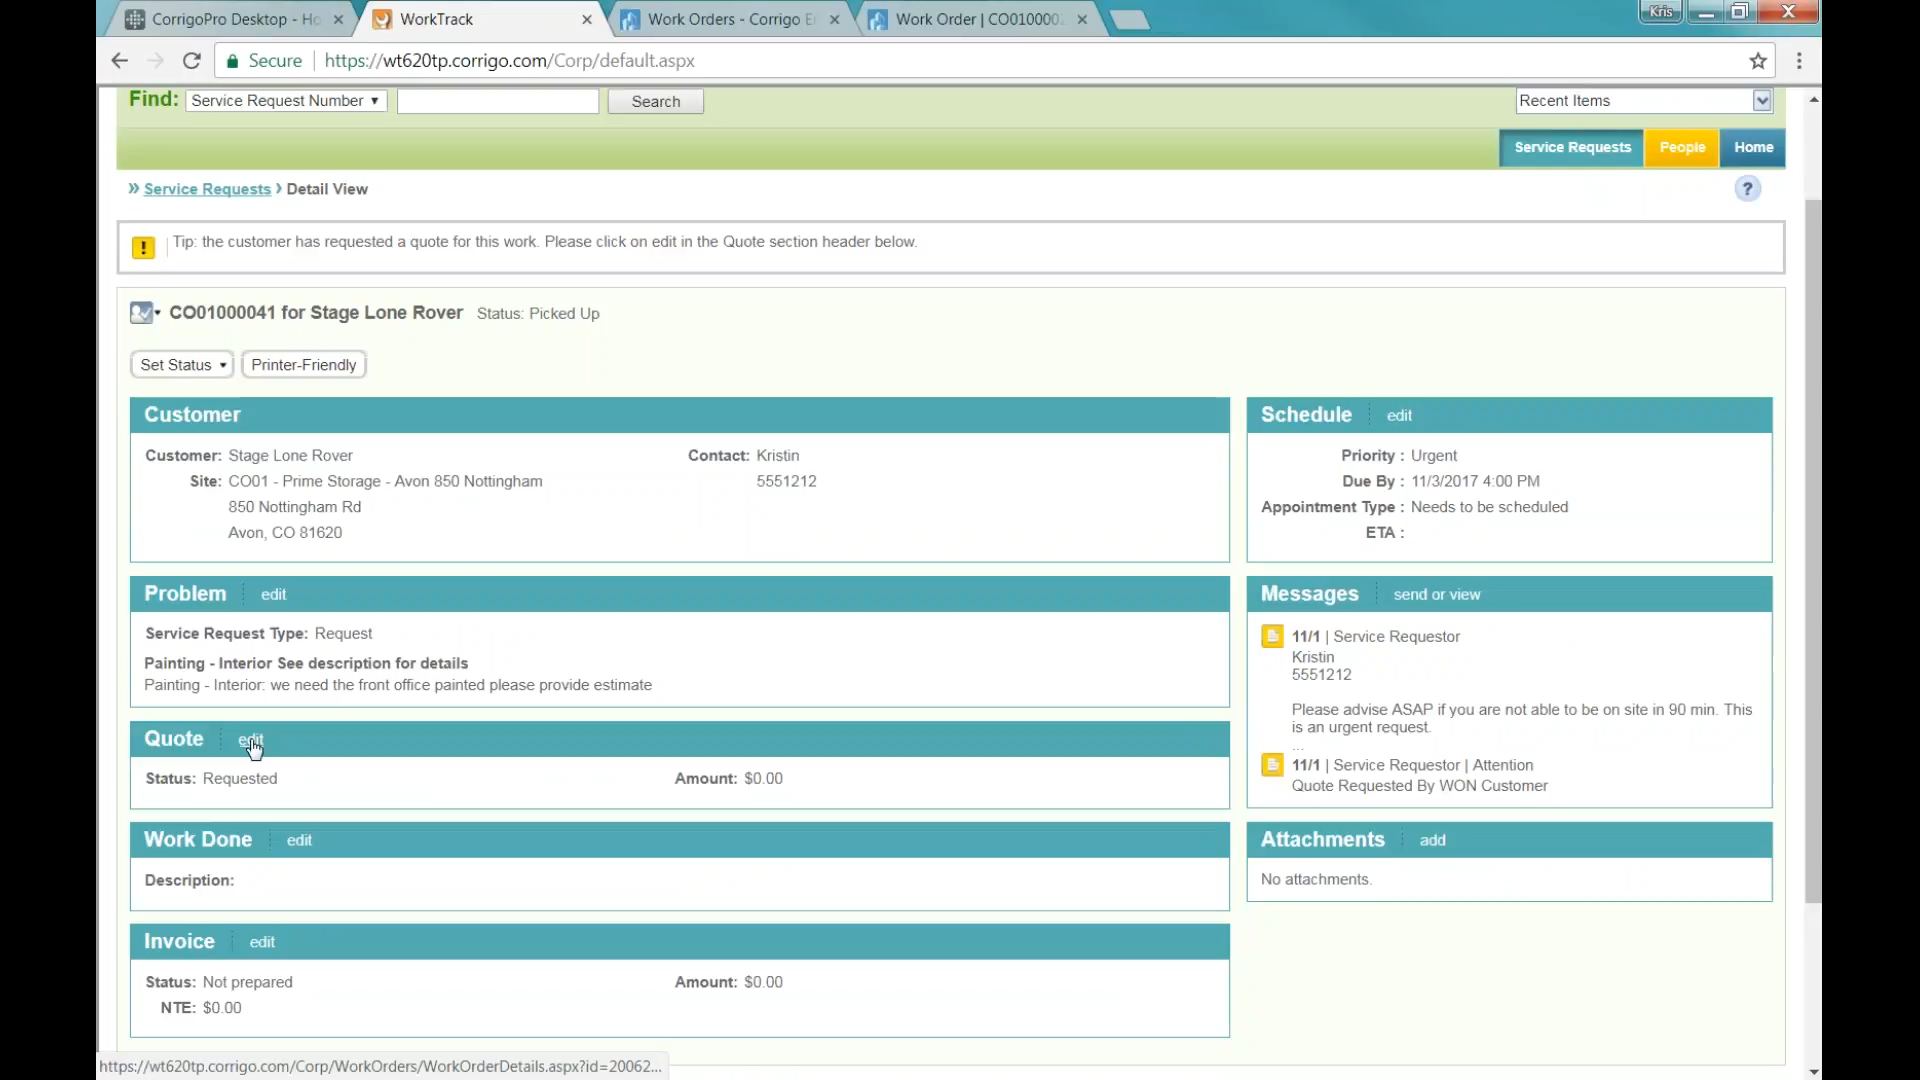 CorrigoPro Desktop - Ho
WorkTrack
Work Orders - Corrigo E
Work Order | CO010000
Kris
Secure
https://wt620tp.corrigo.com/Corp/default.aspx
Find:
Service Request Number
Search
Recent Items
Service Requests
People
Home
» Service Requests › Detail View
?
! Tip: the customer has requested a quote for this work. Please click on edit in the Quote section header below.
CO01000041 for Stage Lone Rover Status: Picked Up
Set Status
Printer-Friendly
Customer
Customer: Stage Lone Rover
Contact: Kristin
Site: CO01 - Prime Storage - Avon 850 Nottingham
5551212
850 Nottingham Rd
Avon, CO 81620
Schedule edit
Priority : Urgent
Due By : 11/3/2017 4:00 PM
Appointment Type : Needs to be scheduled
ETA :
Problem edit
Service Request Type: Request
Painting - Interior See description for details
Painting - Interior: we need the front office painted please provide estimate
Messages send or view
11/1 | Service Requestor
Kristin
5551212
Please advise ASAP if you are not able to be on site in 90 min. This
is an urgent request.
...
11/1 | Service Requestor | Attention
Quote Requested By WON Customer
Quote edit
Status: Requested
Amount: $0.00
Work Done edit
Description:
Attachments add
No attachments.
Invoice edit
Status: Not prepared
Amount: $0.00
NTE: $0.00
https://wt620tp.corrigo.com/Corp/WorkOrders/WorkOrderDetails.aspx?id=20062...